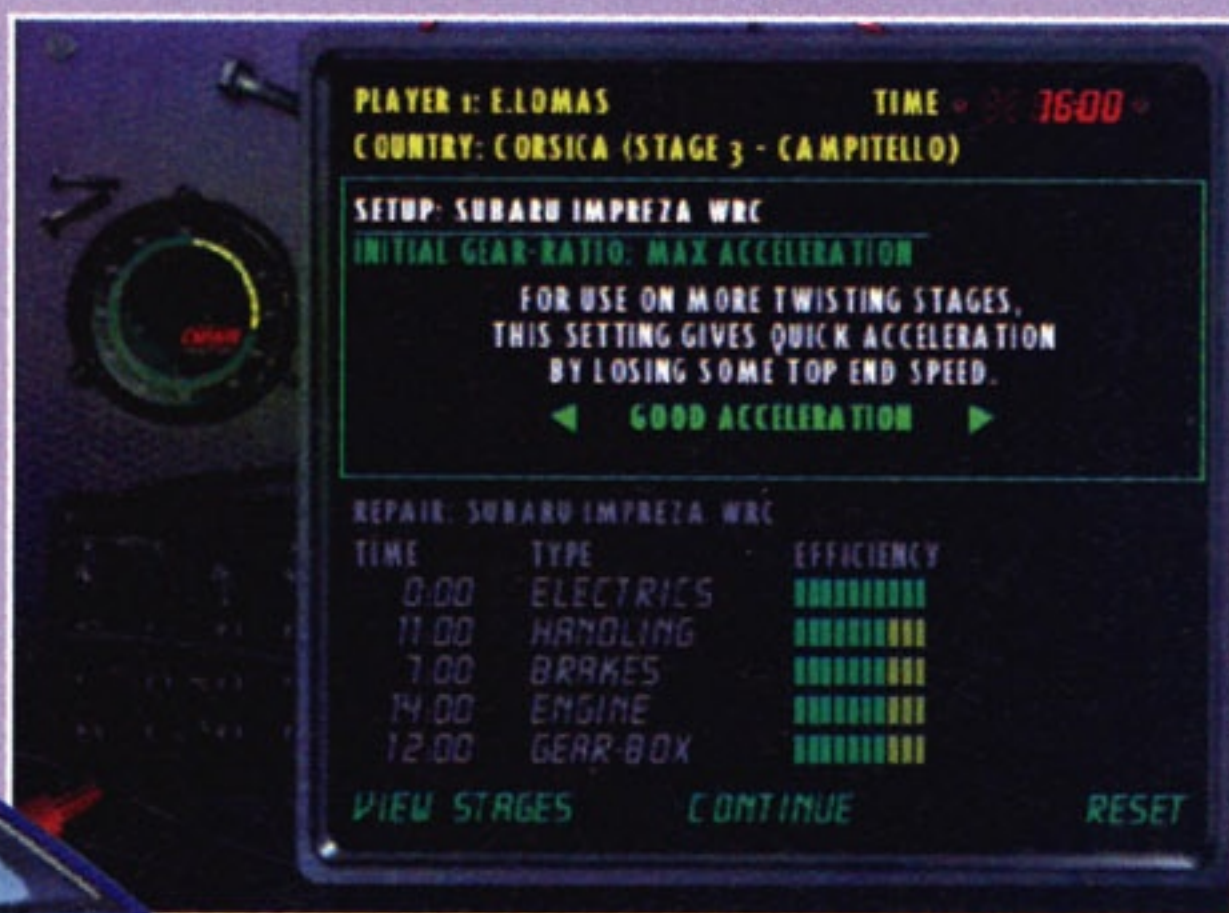 PLAYER 1: E.LOMAS TIME 16:00
COUNTRY: CORSICA (STAGE 3 - CAMPITELLO)
SETUP: SUBARU IMPREZA WRC
INITIAL GEAR-RATIO: MAX ACCELERATION
FOR USE ON MORE TWISTING STAGES,
THIS SETTING GIVES QUICK ACCELERATION
BY LOSING SOME TOP END SPEED.
GOOD ACCELERATION
REPAIR: SUBARU IMPREZA WRC
TIME TYPE EFFICIENCY
0:00 ELECTRICS
11:00 HANDLING
7:00 BRAKES
14:00 ENGINE
12:00 GEAR-BOX
VIEW STAGES CONTINUE RESET